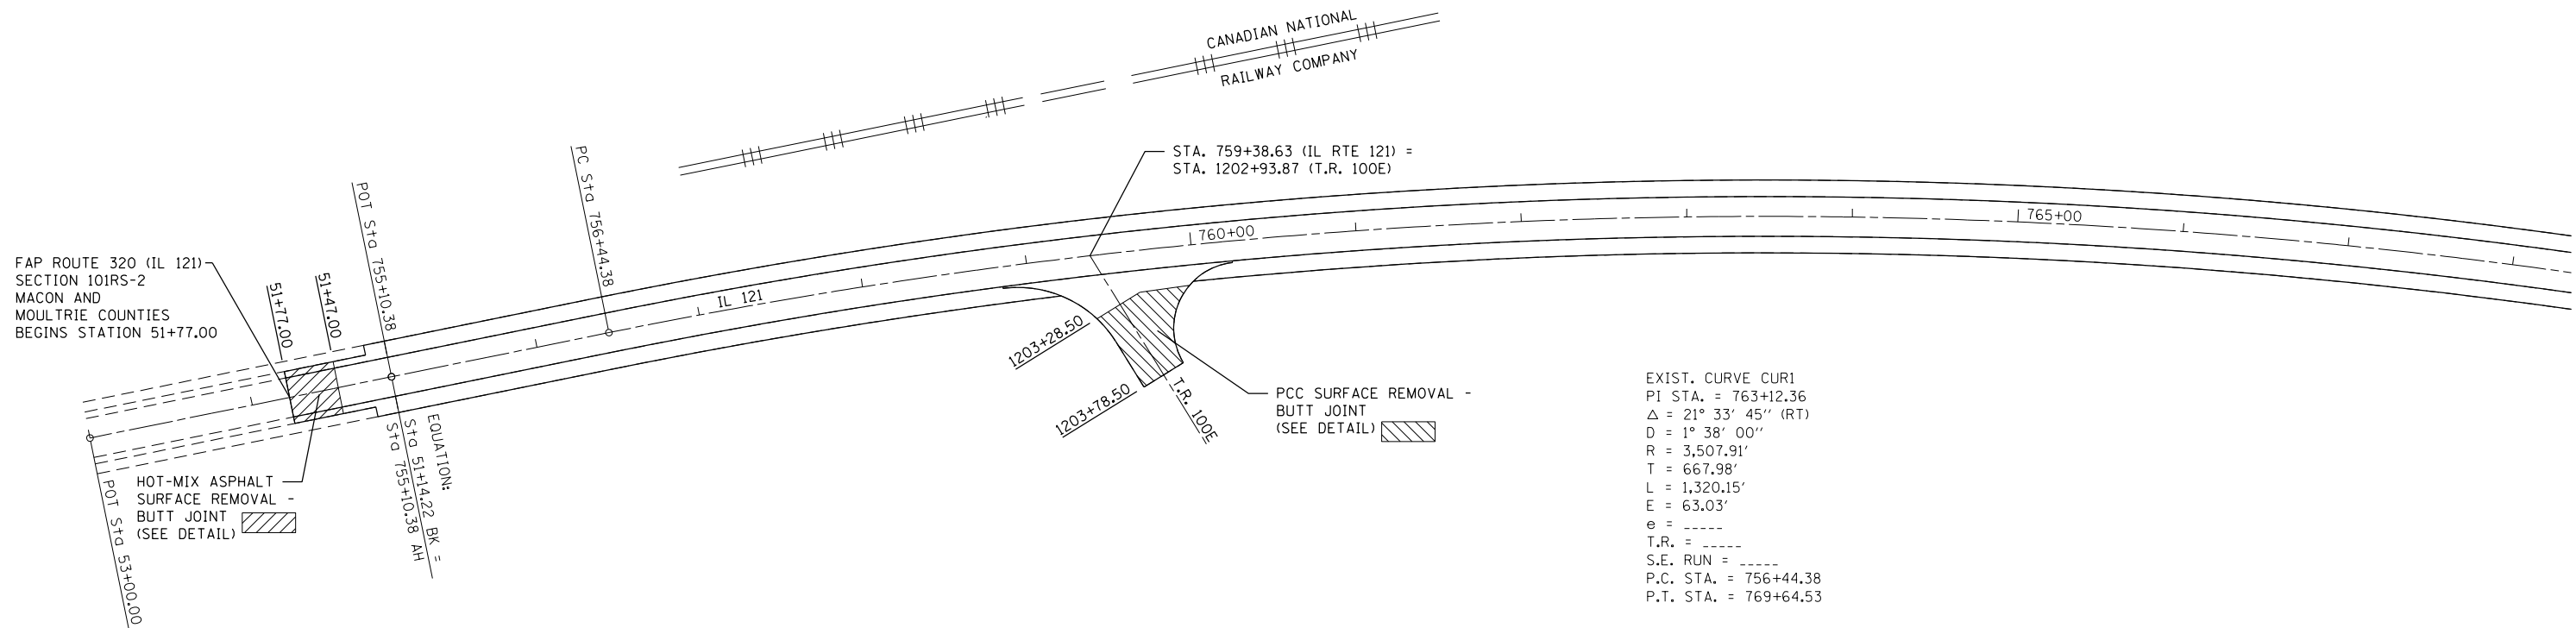 CANADIAN NATIONAL
RAILWAY COMPANY
STA. 759+38.63 (IL RTE 121) =
STA. 1202+93.87 (T.R. 100E)
PC Sta 756+44.38
POT Sta 755+10.38
FAP ROUTE 320 (IL 121)
SECTION 101RS-2
MACON AND
MOULTRIE COUNTIES
BEGINS STATION 51+77.00
51+77.00
51+47.00
IL 121
760+00
765+00
1203+28.50
1203+78.50
T.R. 100E
PCC SURFACE REMOVAL -
BUTT JOINT
(SEE DETAIL)
EQUATION:
Sta 51+14.22 BK =
Sta 755+10.38 AH
HOT-MIX ASPHALT
SURFACE REMOVAL -
BUTT JOINT
(SEE DETAIL)
POT Sta 53+00.00
EXIST. CURVE CUR1
PI STA. = 763+12.36
Δ = 21° 33' 45'' (RT)
D = 1° 38' 00''
R = 3,507.91'
T = 667.98'
L = 1,320.15'
E = 63.03'
e = _____
T.R. = _____
S.E. RUN = _____
P.C. STA. = 756+44.38
P.T. STA. = 769+64.53